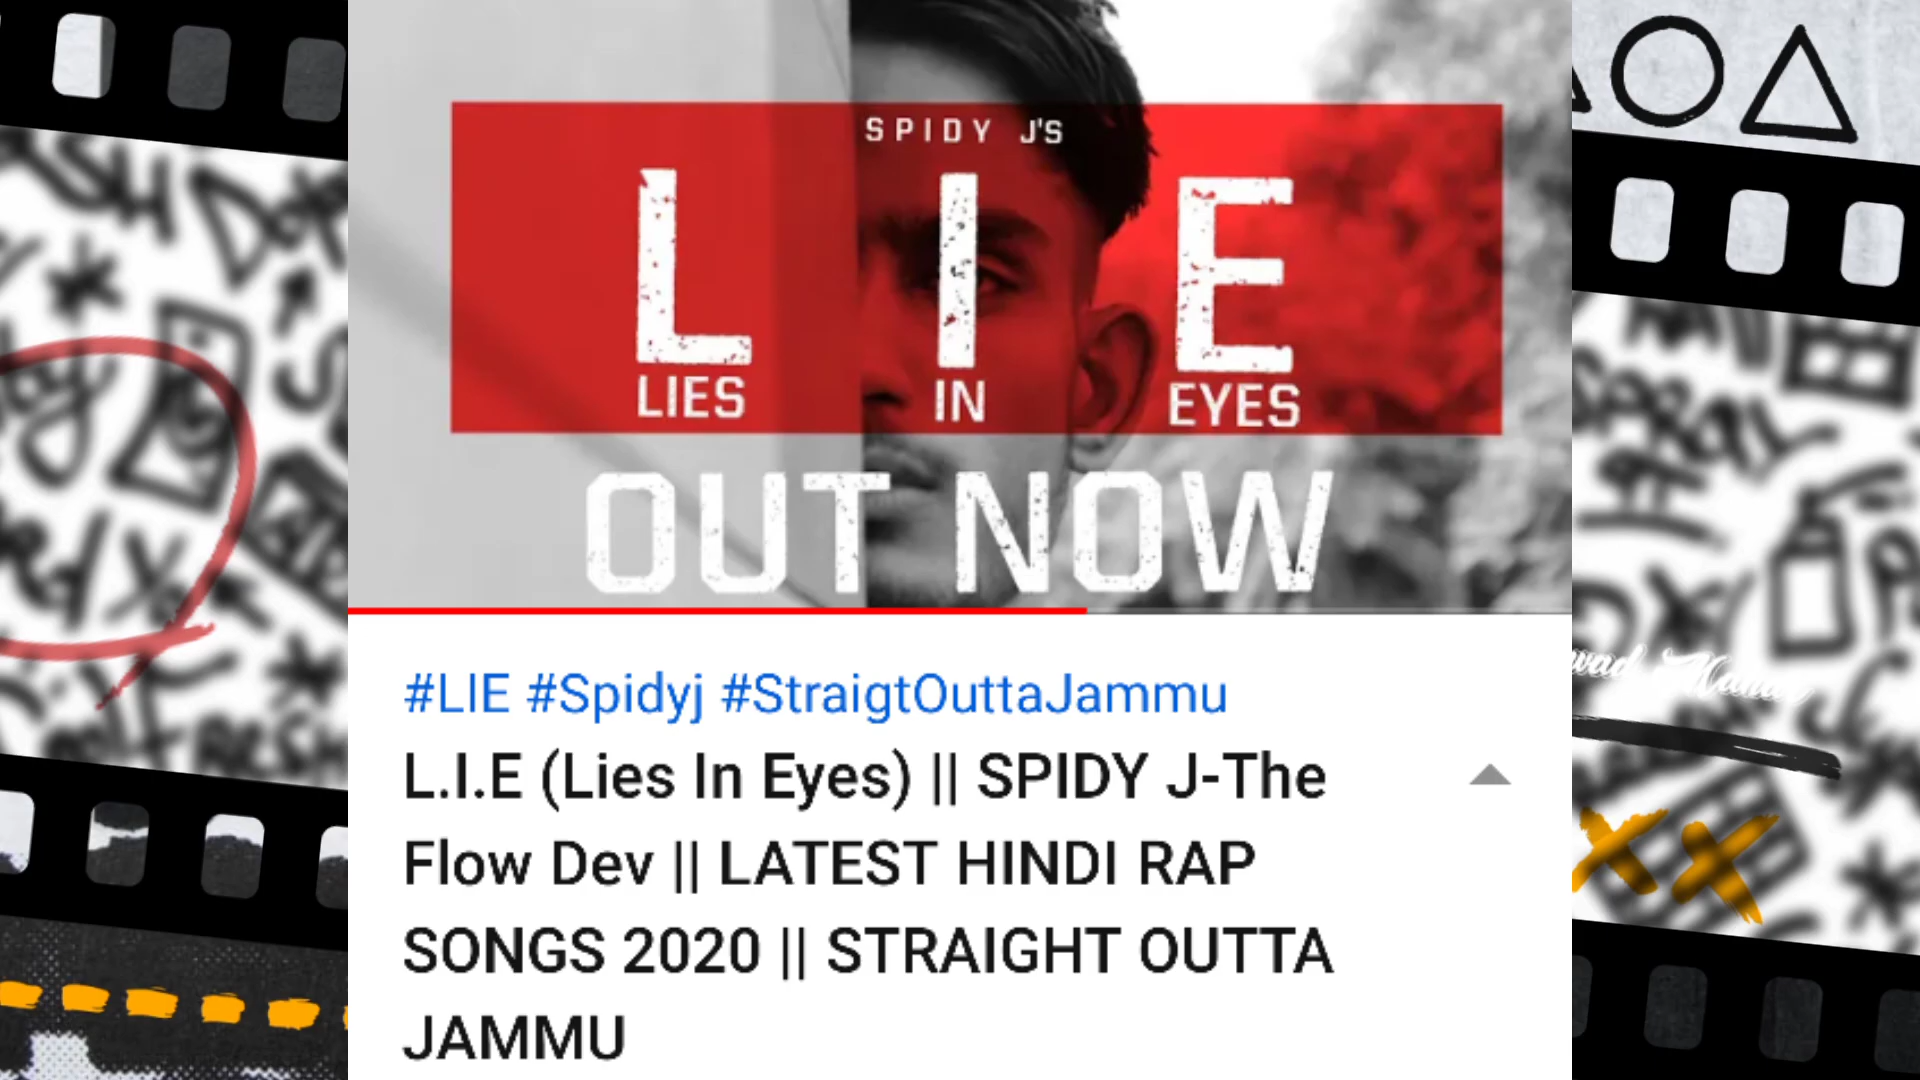 SPIDY J'S
L I E
LIES IN EYES
OUT NOW
#LIE #Spidyj #StraigtOuttaJammu
L.I.E (Lies In Eyes) || SPIDY J-The
Flow Dev || LATEST HINDI RAP
SONGS 2020 || STRAIGHT OUTTA
JAMMU